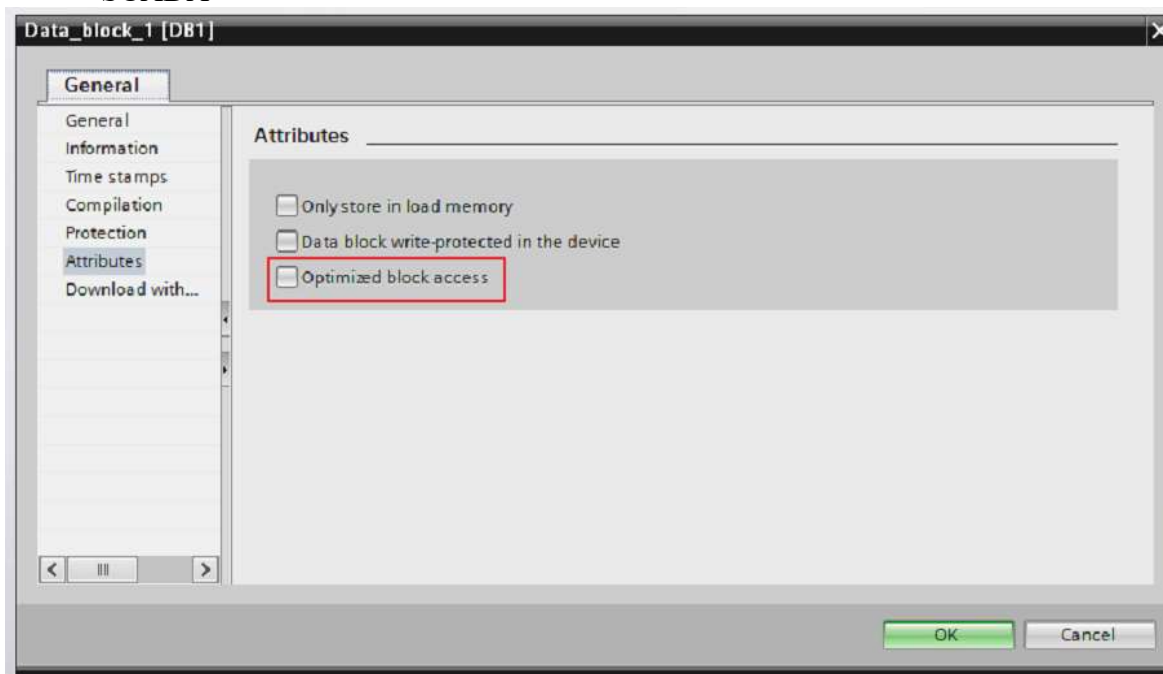 Data_block_1 [DB1]
General
General
Information
Time stamps
Compilation
Protection
Attributes
Download with...
Attributes
Only store in load memory
Data block write-protected in the device
Optimized block access
OK
Cancel